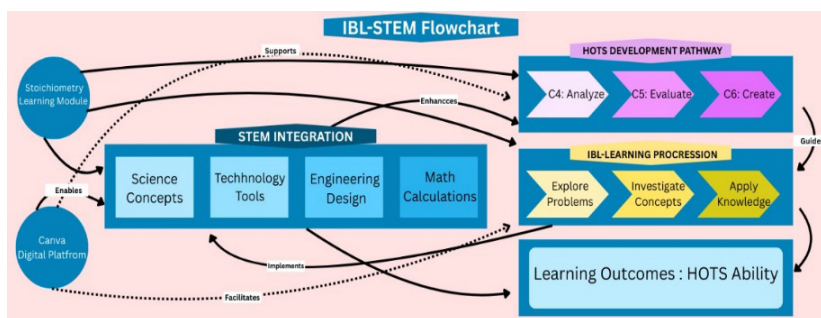 IBL-STEM Flowchart
Supports
HOTS DEVELOPMENT PATHWAY
Stoichiometry
Learning Module
C4: Analyze
C5: Evaluate
C6: Create
Enhancces
STEM INTEGRATION
Guide
IBL-LEARNING PROCRESSION
Science
Concepts
Techhnology
Tools
Engineering
Design
Math
Calculations
Explore
Problems
Investigate
Concepts
Apply
Knowledge
Enables
Canva
Digital Platfrom
Implements
Facilitates
Learning Outcomes : HOTS Ability